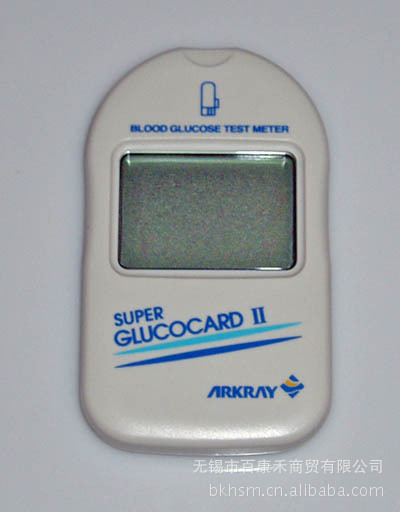 BLOOD GLUCOSE TEST METER
SUPER
GLUCOCARD II
ARKRAY
无锡市百康禾商贸有限公司
bkhsm.cn.alibaba.com